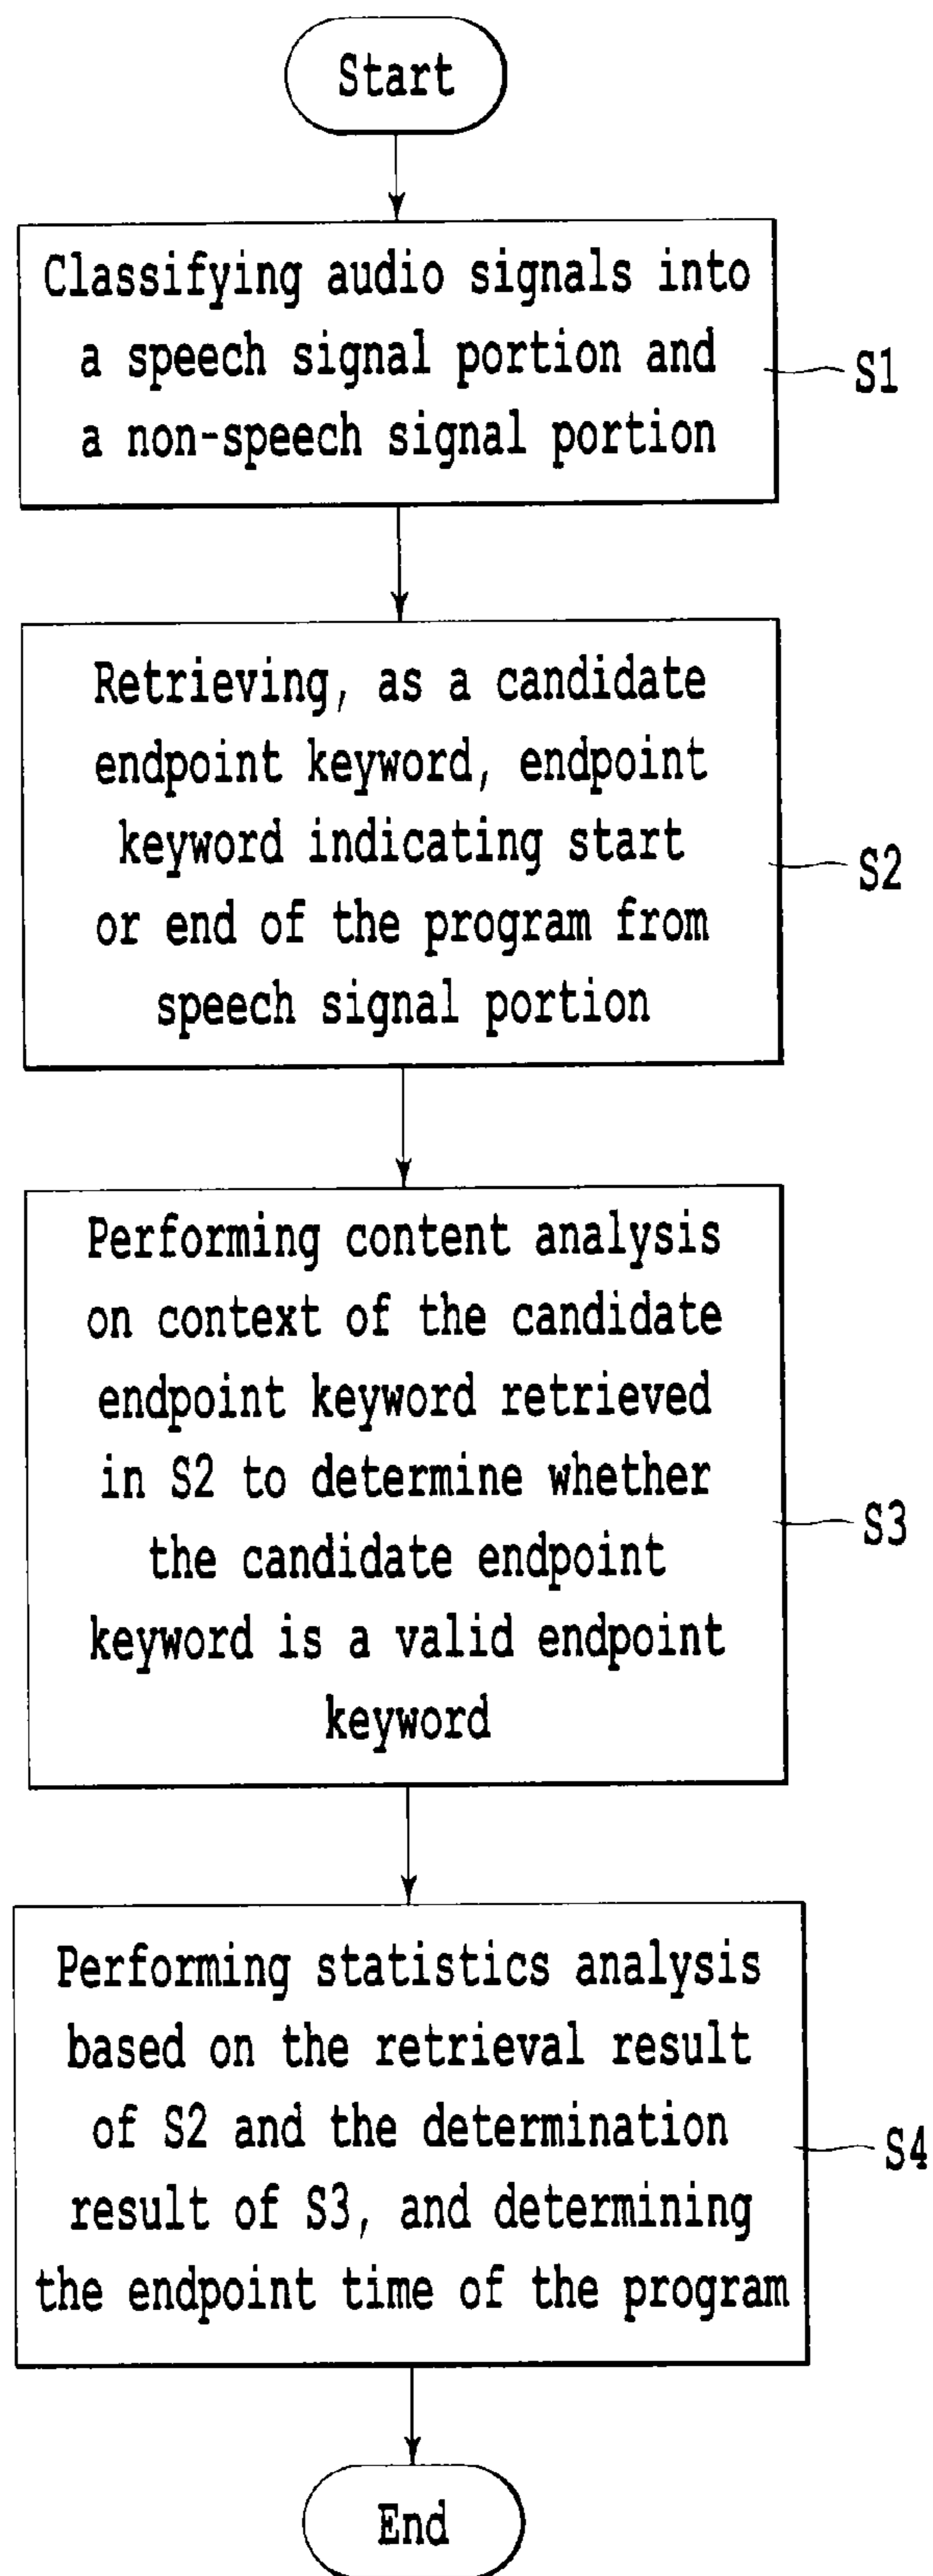 Start
Classifying audio signals into
a speech signal portion and
a non-speech signal portion
S1
Retrieving, as a candidate
endpoint keyword, endpoint
keyword indicating start
or end of the program from
speech signal portion
S2
Performing content analysis
on context of the candidate
endpoint keyword retrieved
in S2 to determine whether
the candidate endpoint
keyword is a valid endpoint
keyword
S3
Performing statistics analysis
based on the retrieval result
of S2 and the determination
result of S3, and determining
the endpoint time of the program
S4
End